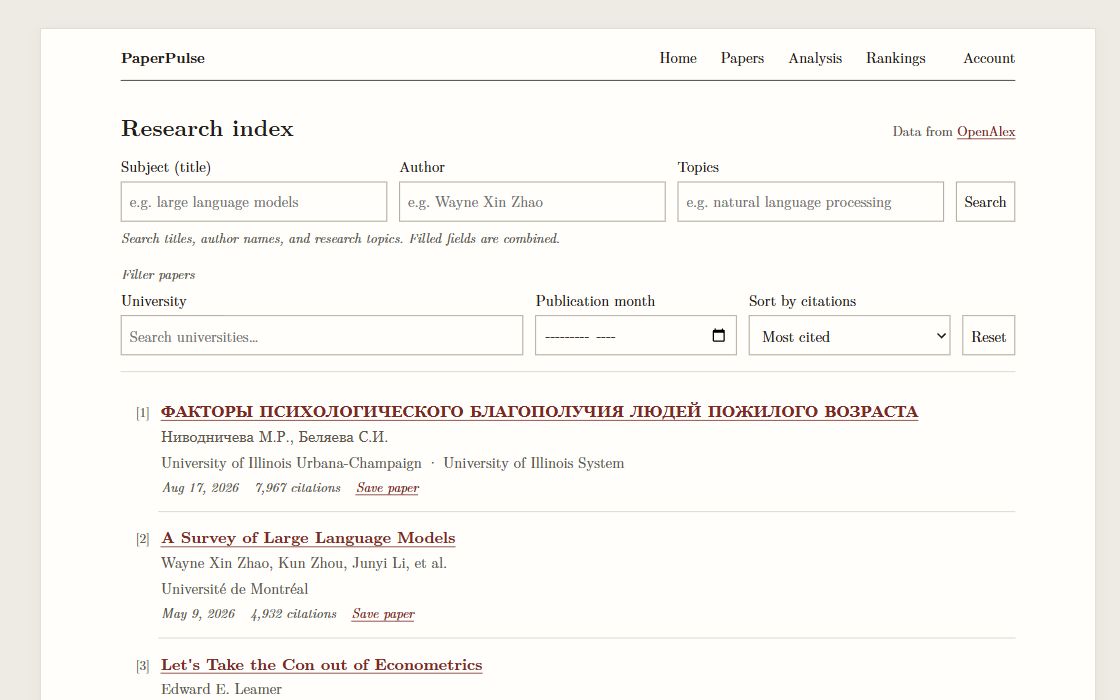 PaperPulse Home Papers Analysis Rankings Account
Research index
Data from OpenAlex
Subject (title) Author Topics
e.g. large language models e.g. Wayne Xin Zhao e.g. natural language processing Search
Search titles, author names, and research topics. Filled fields are combined.
Filter papers
University Publication month Sort by citations
Search universities... --------- ---- Most cited Reset
[1] ФАКТОРЫ ПСИХОЛОГИЧЕСКОГО БЛАГОПОЛУЧИЯ ЛЮДЕЙ ПОЖИЛОГО ВОЗРАСТА
Ниводничева М.Р., Беляева С.И.
University of Illinois Urbana-Champaign · University of Illinois System
Aug 17, 2026 7,967 citations Save paper
[2] A Survey of Large Language Models
Wayne Xin Zhao, Kun Zhou, Junyi Li, et al.
Université de Montréal
May 9, 2026 4,932 citations Save paper
[3] Let's Take the Con out of Econometrics
Edward E. Leamer